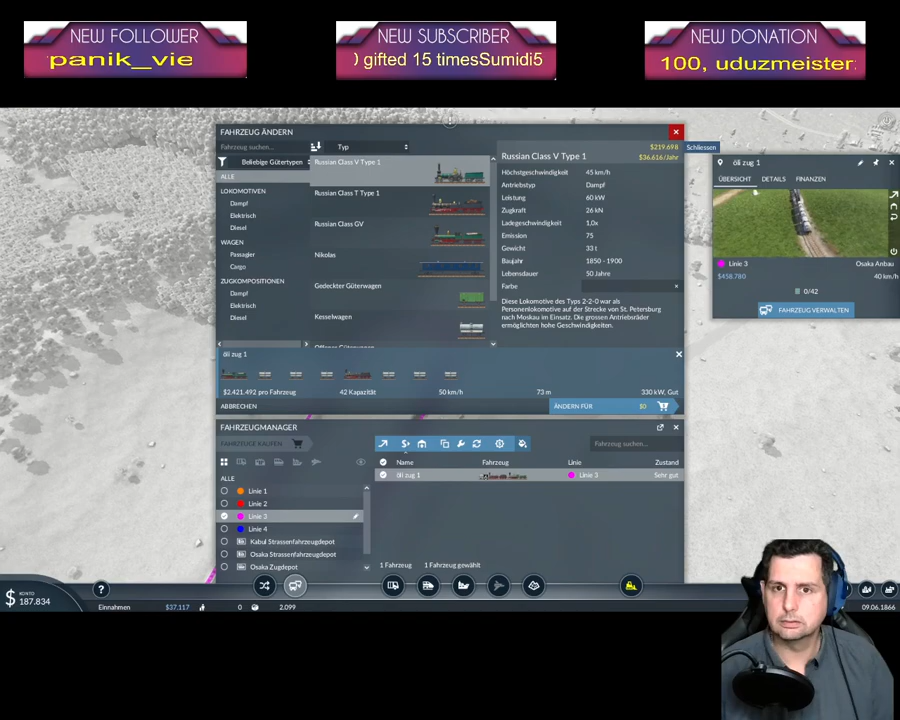 NEW FOLLOWER
panik_vie
NEW SUBSCRIBER
) gifted 15 timesSumidi5
NEW DONATION
100, uduzmeister:
FAHRZEUG ÄNDERN
Fahrzeug suchen...
Typ
Beliebige Gütertypen
ALLE
LOKOMOTIVEN
Dampf
Elektrisch
Diesel
WAGEN
Passagier
Cargo
ZUGKOMPOSITIONEN
Dampf
Elektrisch
Diesel
Russian Class V Type 1
Russian Class T Type 1
Russian Class GV
Nikolas
Gedeckter Güterwagen
Kesselwagen
$219.698
Russian Class V Type 1
$36.616/Jahr
Höchstgeschwindigkeit 45 km/h
Antriebstyp Dampf
Leistung 60 kW
Zugkraft 26 kN
Ladegeschwindigkeit 1,0x
Emission 75
Gewicht 33 t
Baujahr 1850 - 1900
Lebensdauer 50 Jahre
Farbe
Diese Lokomotive des Typs 2-2-0 war als
Personenlokomotive auf der Strecke von St. Petersburg
nach Moskau im Einsatz. Die grossen Antriebsräder
ermöglichten hohe Geschwindigkeiten.
Schliessen
öli zug 1
ÜBERSICHT DETAILS FINANZEN
Linie 3 Osaka Anbau
$458.780 40 km/h
0/42
FAHRZEUG VERWALTEN
öli zug 1
$2.421.492 pro Fahrzeug 42 Kapazität 50 km/h 73 m 330 kW, Gut
ABBRECHEN ÄNDERN FÜR $0
FAHRZEUGMANAGER
FAHRZEUGE KAUFEN
Fahrzeug suchen...
Name Fahrzeug Linie Zustand
öli zug 1 Linie 3 Sehr gut
ALLE
Linie 1
Linie 2
Linie 3
Linie 4
Kabul Strassenfahrzeugdepot
Osaka Strassenfahrzeugdepot
Osaka Zugdepot
1 Fahrzeug 1 Fahrzeug gewählt
$ KONTO
187.834
?
Einnahmen $37.117 0 2.099
09.06.1866